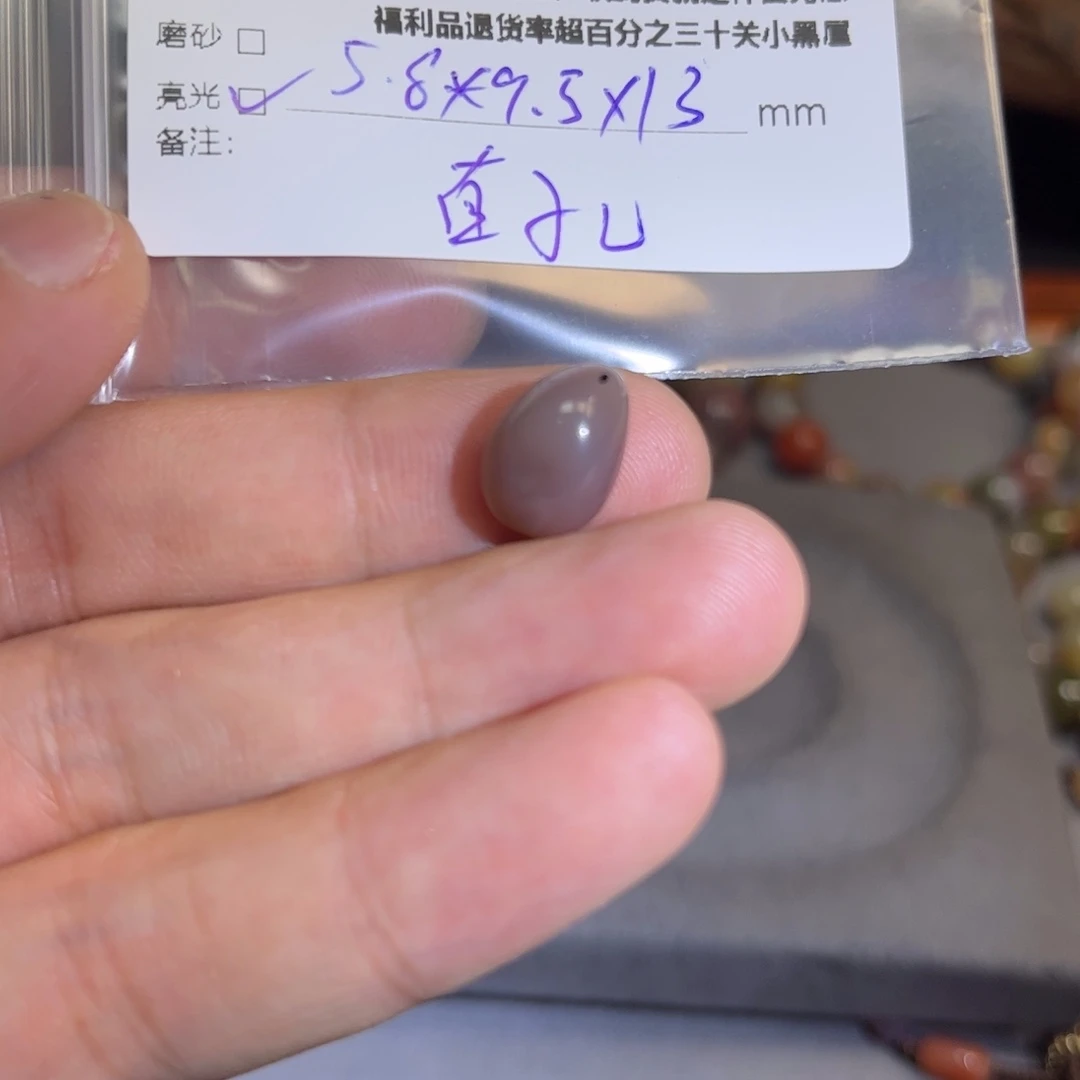 福利品退货率超百分之三十关小黑屋
磨砂 □
亮光 ☑ 5.8*9.5×13 mm
备注:
直孔